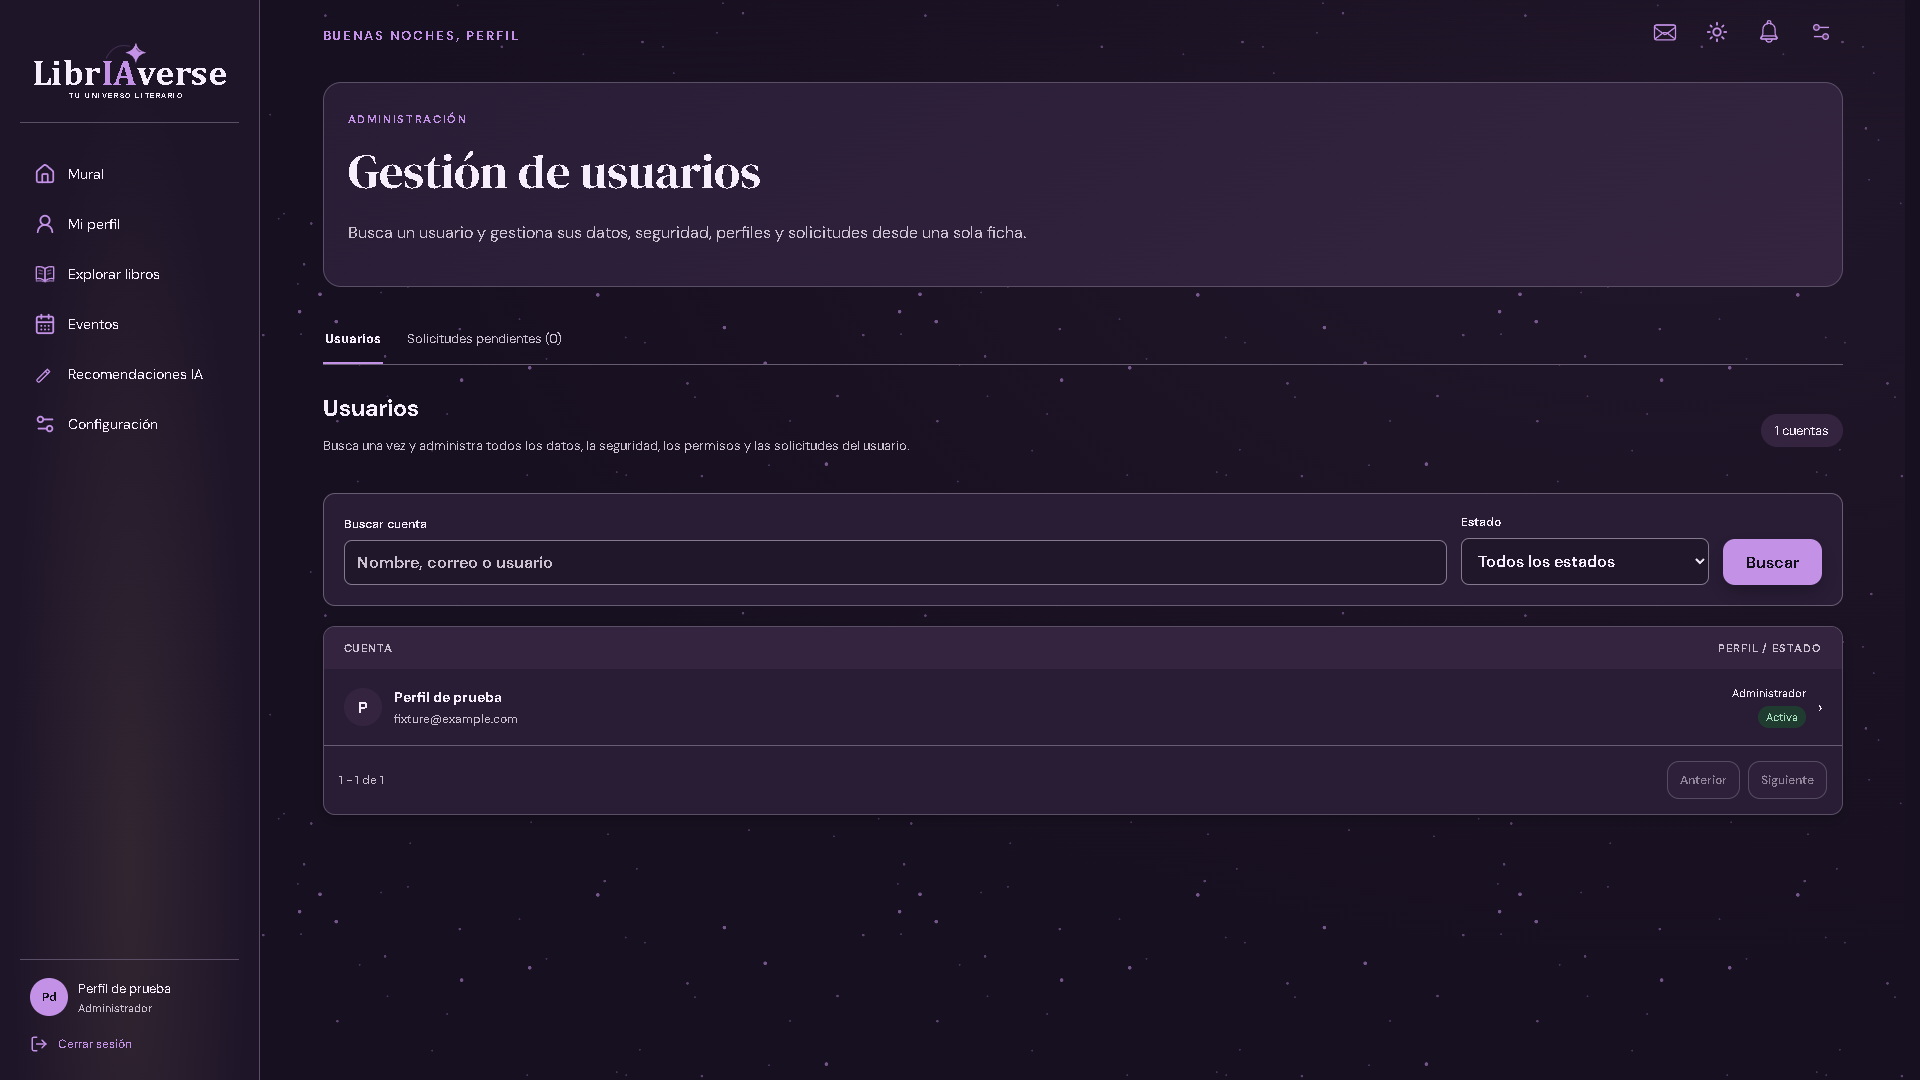 LibrIAverse
TU UNIVERSO LITERARIO
Mural
Mi perfil
Explorar libros
Eventos
Recomendaciones IA
Configuración
Pd
Perfil de prueba
Administrador
Cerrar sesión
BUENAS NOCHES, PERFIL
ADMINISTRACIÓN
Gestión de usuarios
Busca un usuario y gestiona sus datos, seguridad, perfiles y solicitudes desde una sola ficha.
Usuarios
Solicitudes pendientes (0)
Usuarios
Busca una vez y administra todos los datos, la seguridad, los permisos y las solicitudes del usuario.
1 cuentas
Buscar cuenta
Nombre, correo o usuario
Estado
Todos los estados
Buscar
CUENTA
PERFIL / ESTADO
P
Perfil de prueba
fixture@example.com
Administrador
Activa
1–1 de 1
Anterior
Siguiente